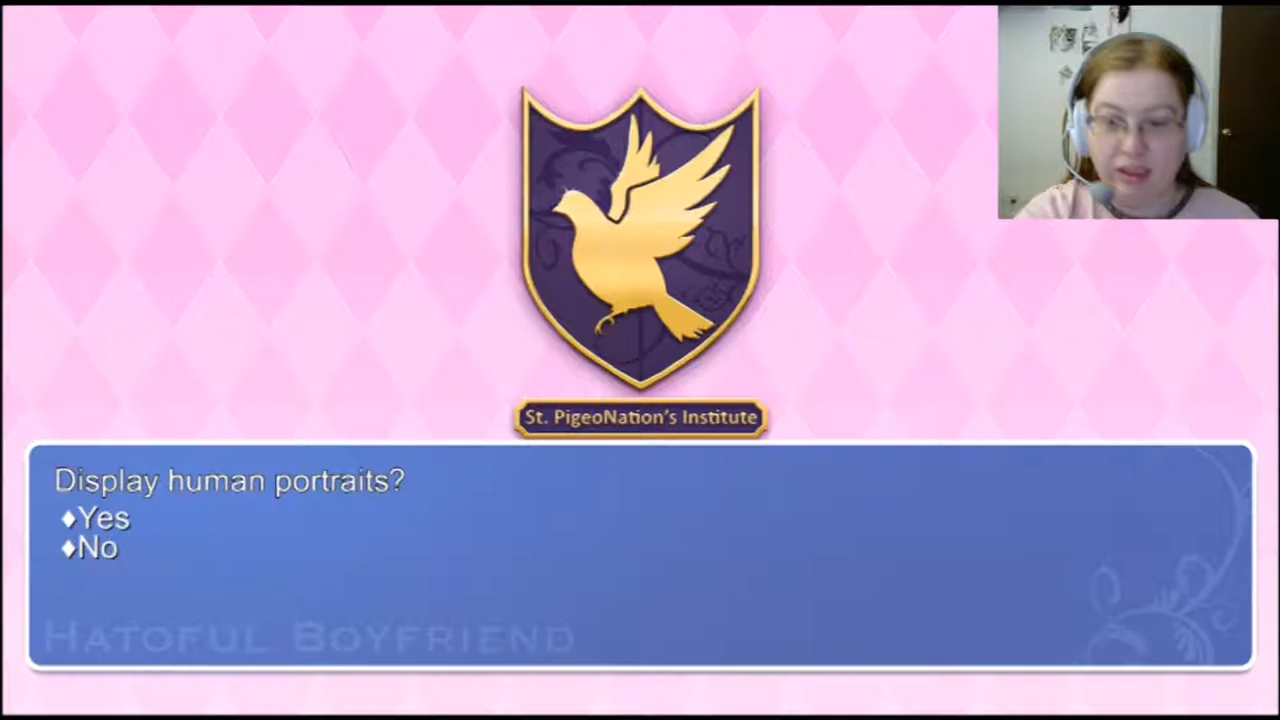 St. PigeoNation's Institute
Display human portraits?
♦Yes
♦No
HATOFUL BOYFRIEND